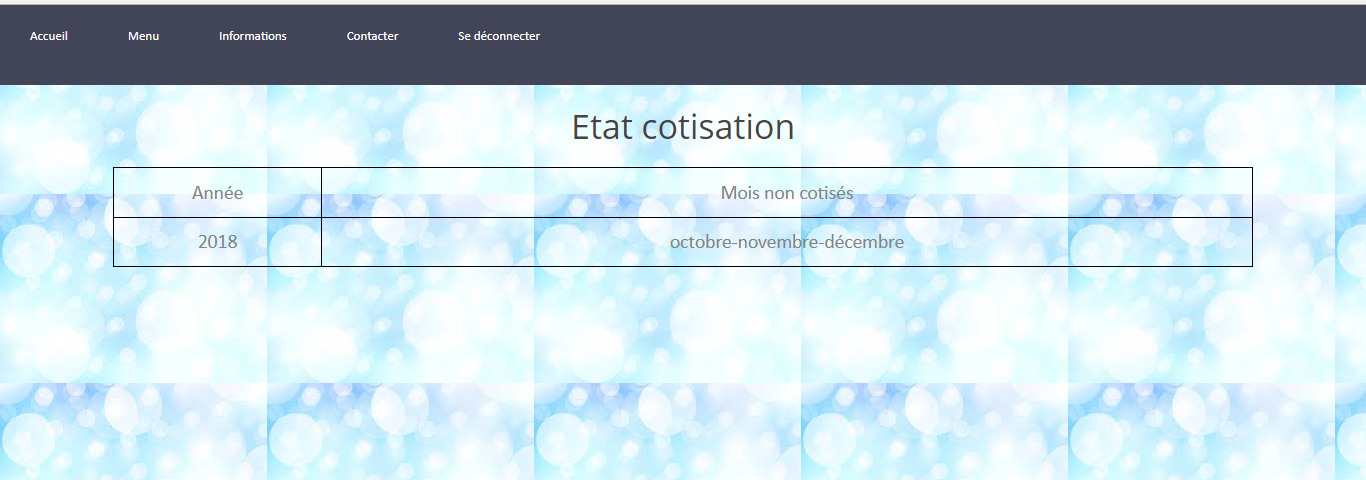 Accueil Menu Informations Contacter Se déconnecter
Etat cotisation
Année Mois non cotisés
2018 octobre-novembre-décembre